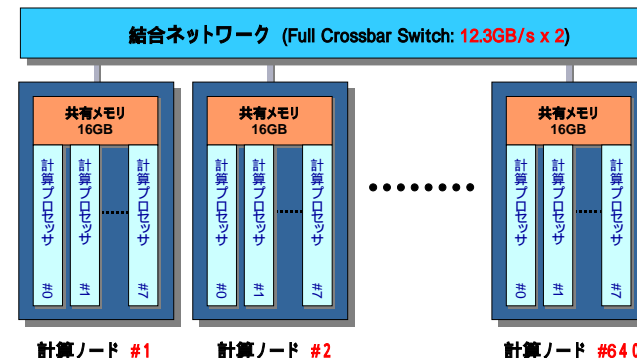 結合ネットワーク (Full Crossbar Switch: 12.3GB/s x 2)
共有メモリ
16GB
計算プロセッサ #0
計算プロセッサ #1
計算プロセッサ #7
共有メモリ
16GB
計算プロセッサ #0
計算プロセッサ #1
計算プロセッサ #7
共有メモリ
16GB
計算プロセッサ #0
計算プロセッサ #1
計算プロセッサ #7
計算ノード #1
計算ノード #2
計算ノード #640